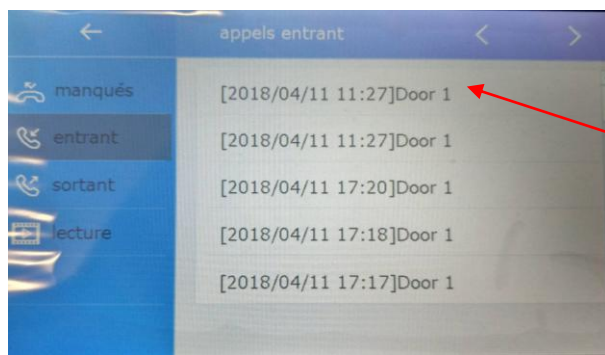 appels entrant
manqués
entrant
sortant
lecture
[2018/04/11 11:27]Door 1
[2018/04/11 11:27]Door 1
[2018/04/11 17:20]Door 1
[2018/04/11 17:18]Door 1
[2018/04/11 17:17]Door 1